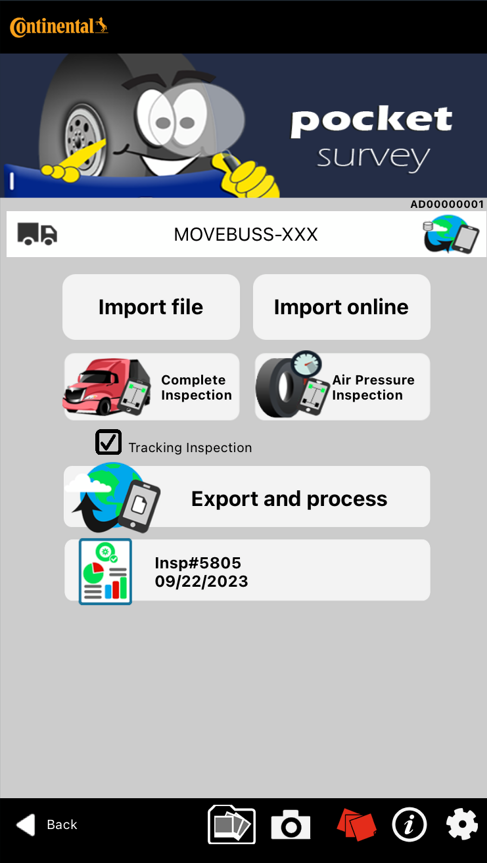 Continental
pocket
survey
AD00000001
MOVEBUSS-XXX
Import file
Import online
Complete
Inspection
Air Pressure
Inspection
Tracking Inspection
Export and process
Insp#5805
09/22/2023
Back